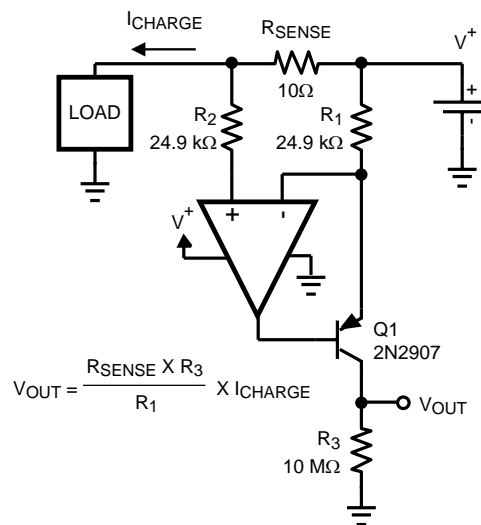 ICHARGE
RSENSE
10Ω
V+
LOAD
R2
24.9 kΩ
R1
24.9 kΩ
+
-
V+
+
-
Q1
2N2907
VOUT = RSENSE X R3 / R1 X ICHARGE
VOUT
R3
10 MΩ